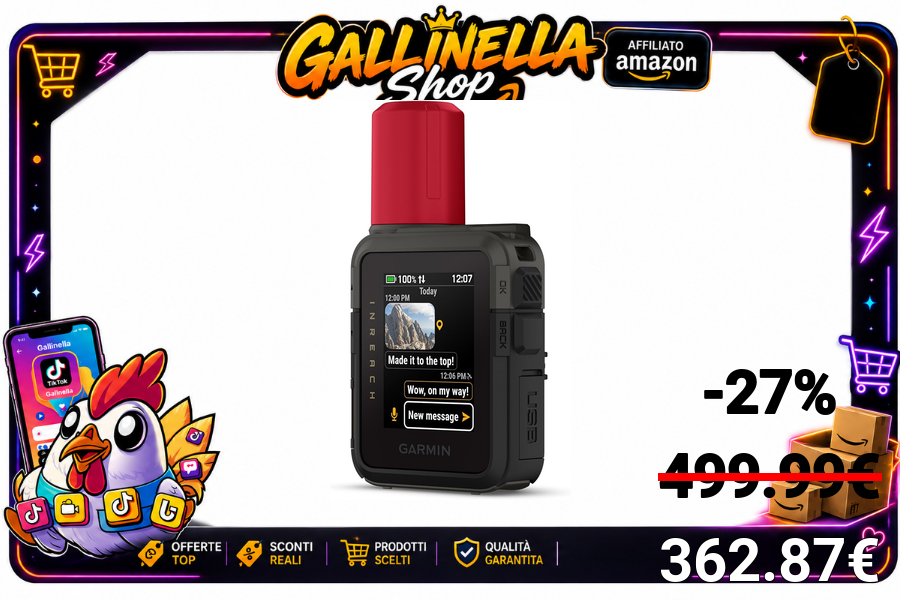 GALLINELLA
Shop
AFFILIATO
amazon
100%
12:07
Today
12:00 PM
Made it to the top!
12:06 PM
Wow, on my way!
New message
INREACH
GARMIN
OK
BACK
USB
Gallinella
TikTok
Gallinella
-27%
499.99€
362.87€
OFFERTE
TOP
SCONTI
REALI
PRODOTTI
SCELTI
QUALITÀ
GARANTITA